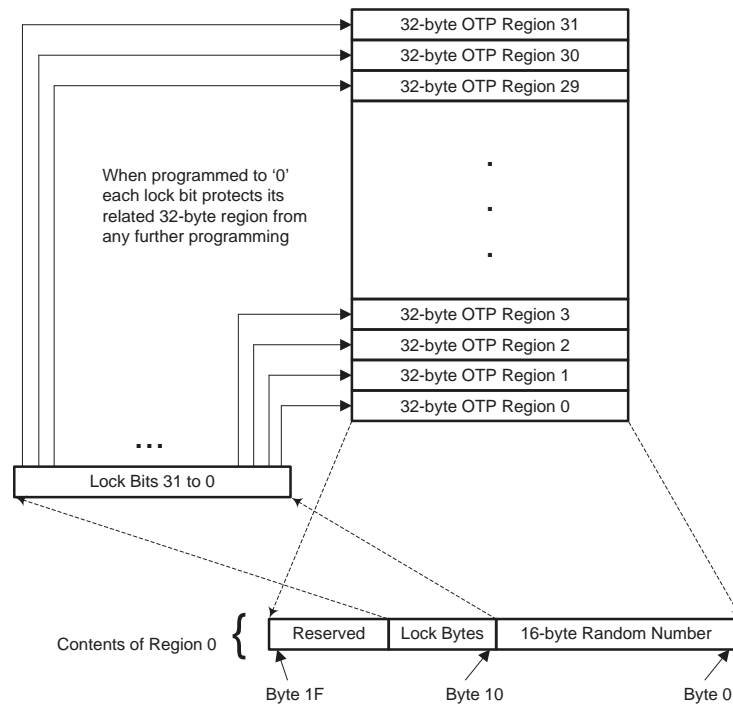 32-byte OTP Region 31
32-byte OTP Region 30
32-byte OTP Region 29
When programmed to ‘0’
each lock bit protects its
related 32-byte region from
any further programming
.
.
.
32-byte OTP Region 3
32-byte OTP Region 2
32-byte OTP Region 1
32-byte OTP Region 0
...
Lock Bits 31 to 0
Contents of Region 0 {
Reserved
Lock Bytes
16-byte Random Number
Byte 1F
Byte 10
Byte 0